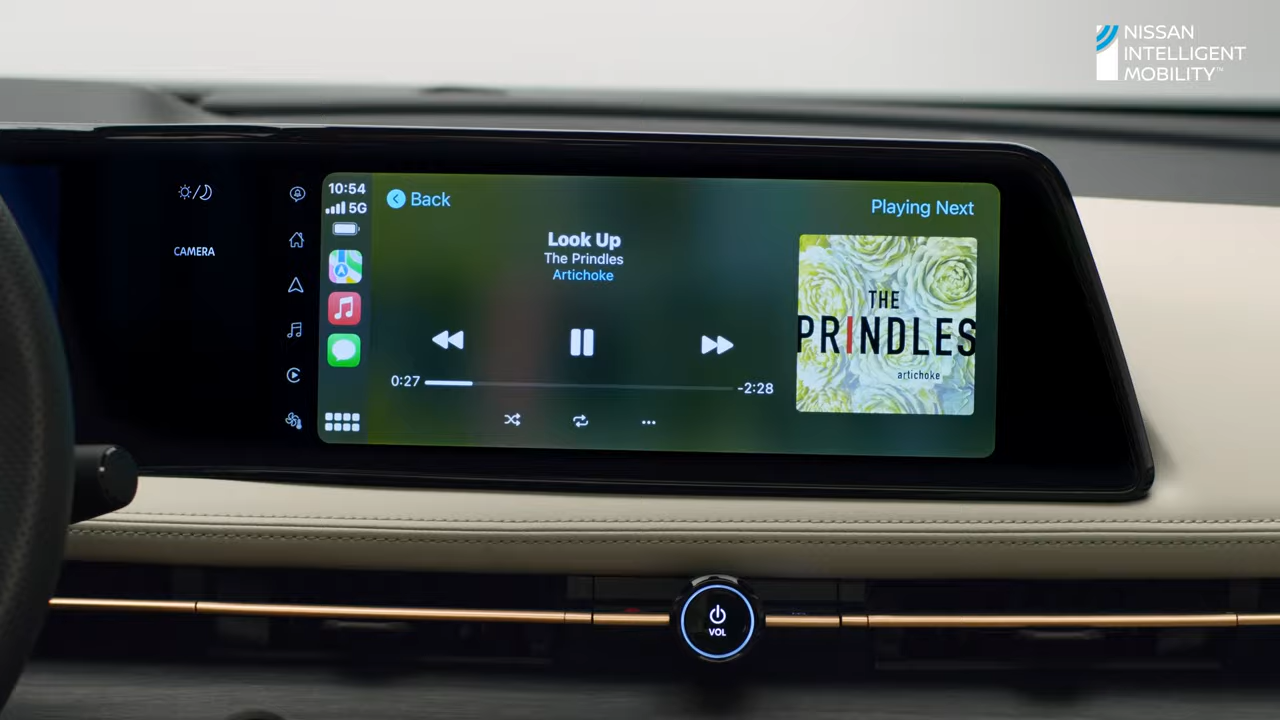 NISSAN
INTELLIGENT
MOBILITY™
CAMERA
10:54
5G
Back
Playing Next
Look Up
The Prindles
Artichoke
0:27
-2:28
THE
PRINDLES
artichoke
VOL